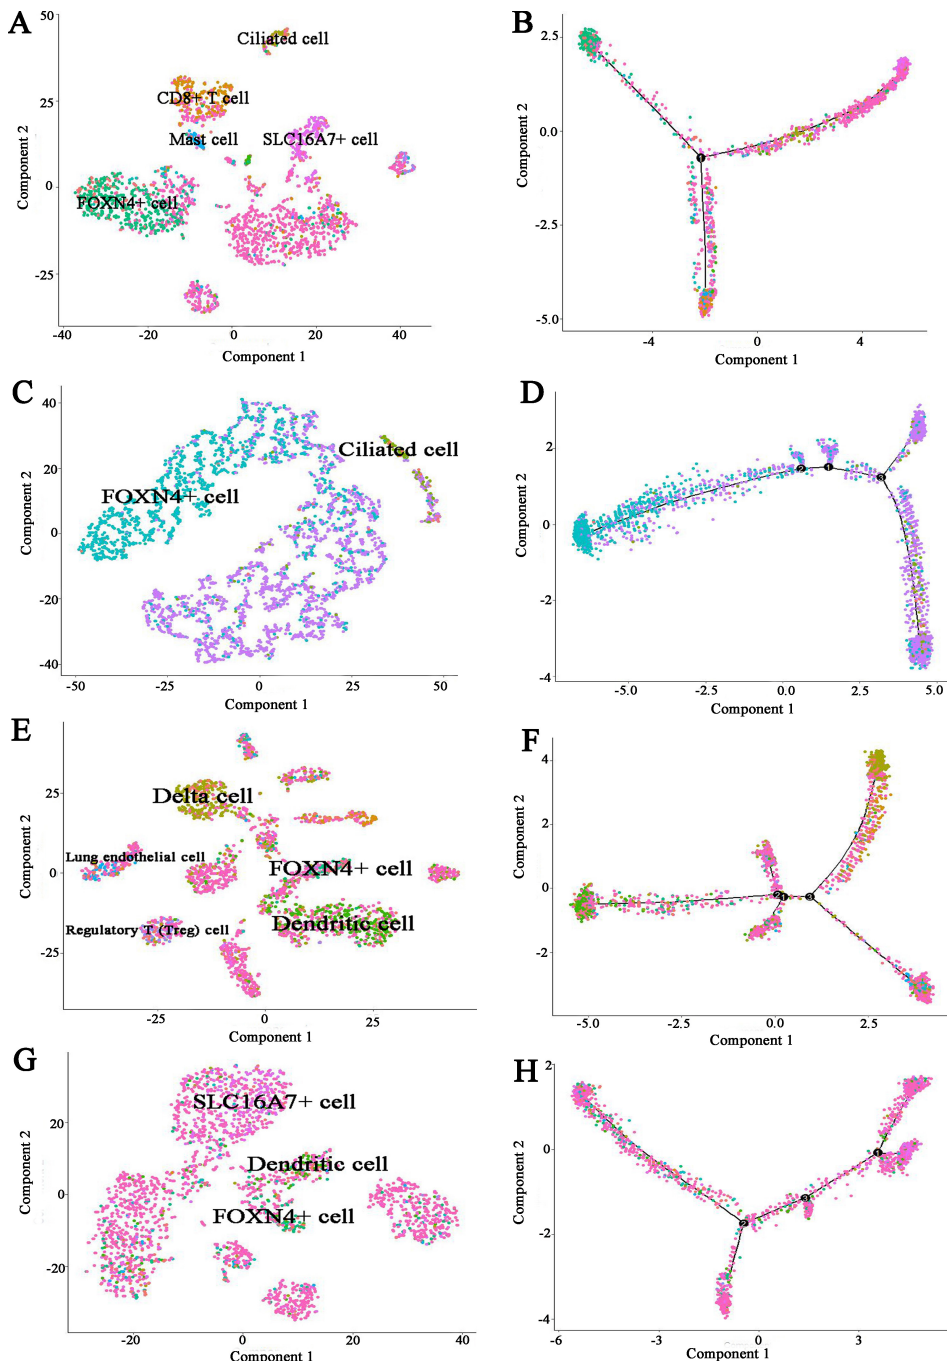 A
50
25
0
-25
Component 2
Ciliated cell
CD8+ T cell
Mast cell
SLC16A7+ cell
FOXN4+ cell
-40
-20
0
20
40
Component 1
B
2.5
0.0
-2.5
-5.0
Component 2
1
-4
0
4
Component 1
C
40
20
0
-20
-40
Component 2
Ciliated cell
FOXN4+ cell
-50
-25
0
25
50
Component 1
D
2
0
-2
-4
Component 2
2
1
3
-5.0
-2.5
0.0
2.5
5.0
Component 1
E
25
0
-25
Component 2
Delta cell
Lung endothelial cell
FOXN4+ cell
Dendritic cell
Regulatory T (Treg) cell
-25
0
25
Component 1
F
4
2
0
-2
Component 2
1
-5.0
-2.5
0.0
2.5
Component 1
G
20
0
-20
Component 2
SLC16A7+ cell
Dendritic cell
FOXN4+ cell
-20
0
20
40
Component 1
H
2
0
-2
-4
Component 2
-6
-3
0
3
Component 1